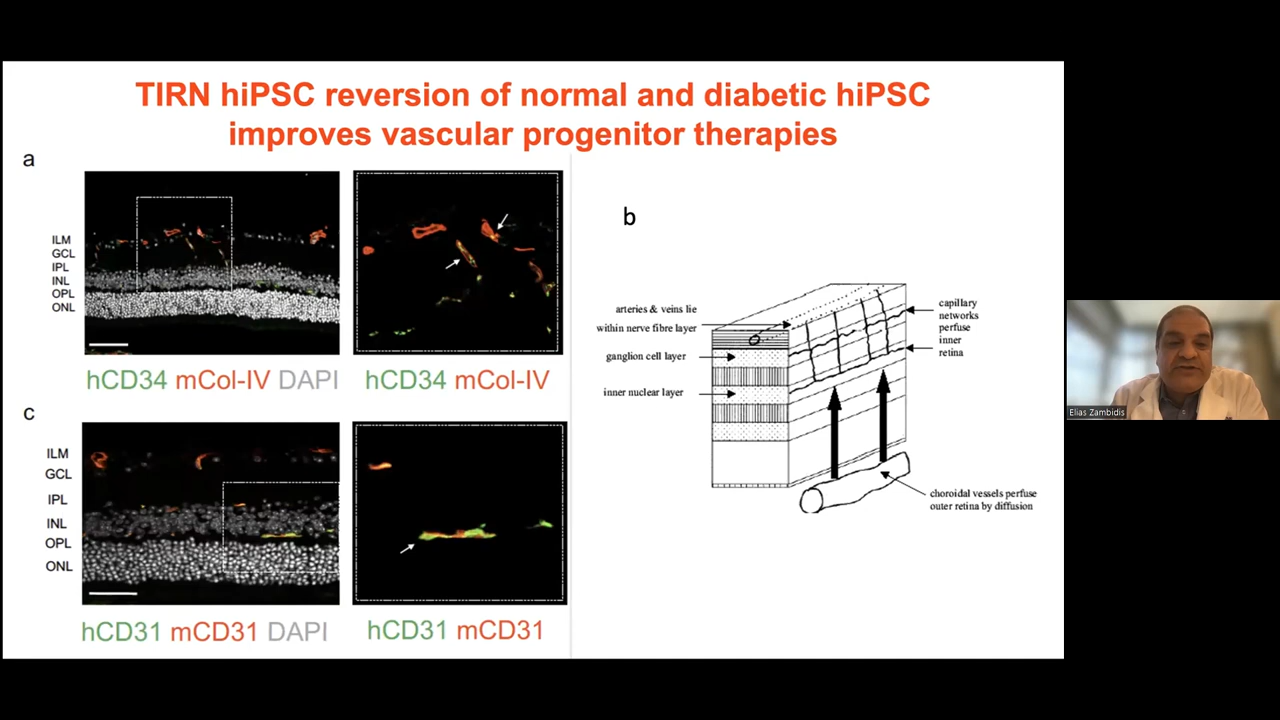 TIRN hiPSC reversion of normal and diabetic hiPSC
improves vascular progenitor therapies
a
ILM
GCL
IPL
INL
OPL
ONL
hCD34 mCol-IV DAPI
hCD34 mCol-IV
b
arteries & veins lie
within nerve fibre layer
ganglion cell layer
inner nuclear layer
capillary
networks
perfuse
inner
retina
choroidal vessels perfuse
outer retina by diffusion
c
ILM
GCL
IPL
INL
OPL
ONL
hCD31 mCD31 DAPI
hCD31 mCD31
Elias Zambidis